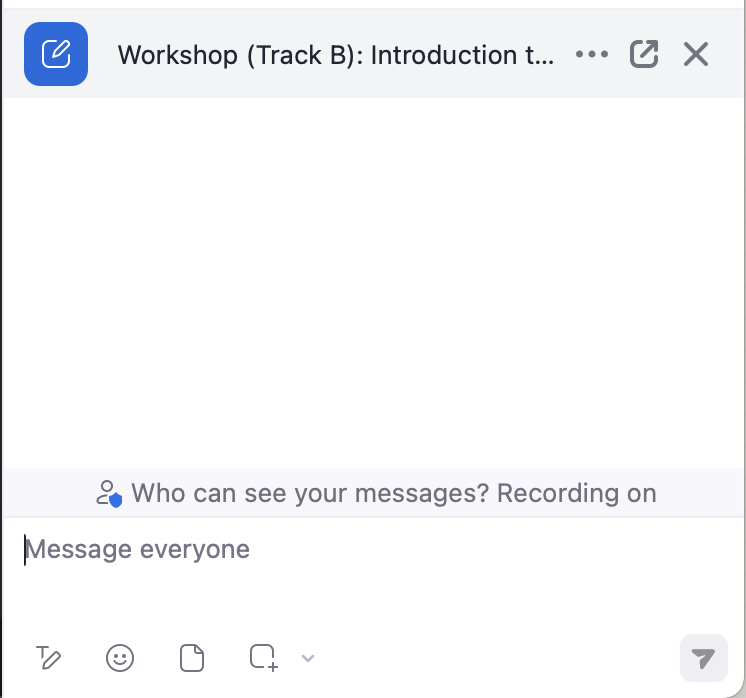 Workshop (Track B): Introduction t...
Who can see your messages? Recording on
Message everyone